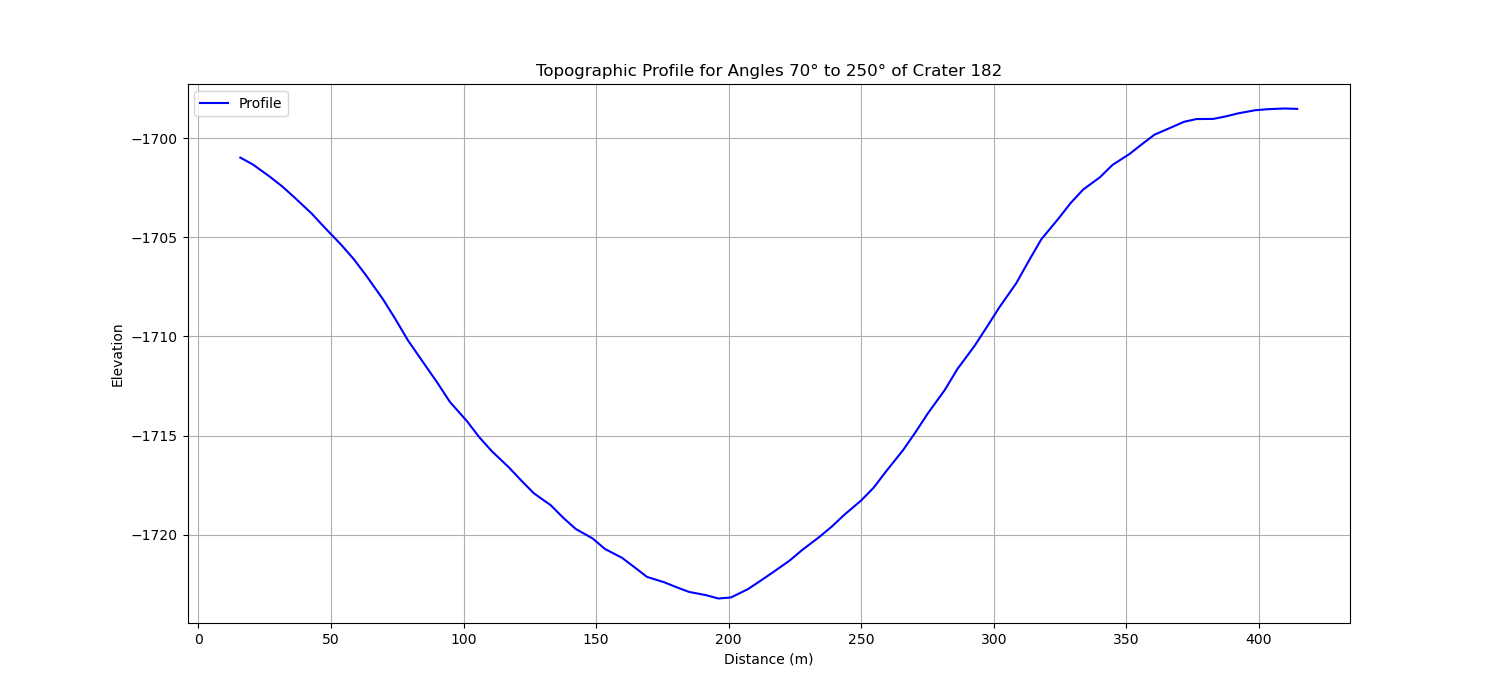 Topographic Profile for Angles 70° to 250° of Crater 182
Profile
−1700
−1705
−1710
−1715
−1720
Elevation
0 50 100 150 200 250 300 350 400
Distance (m)